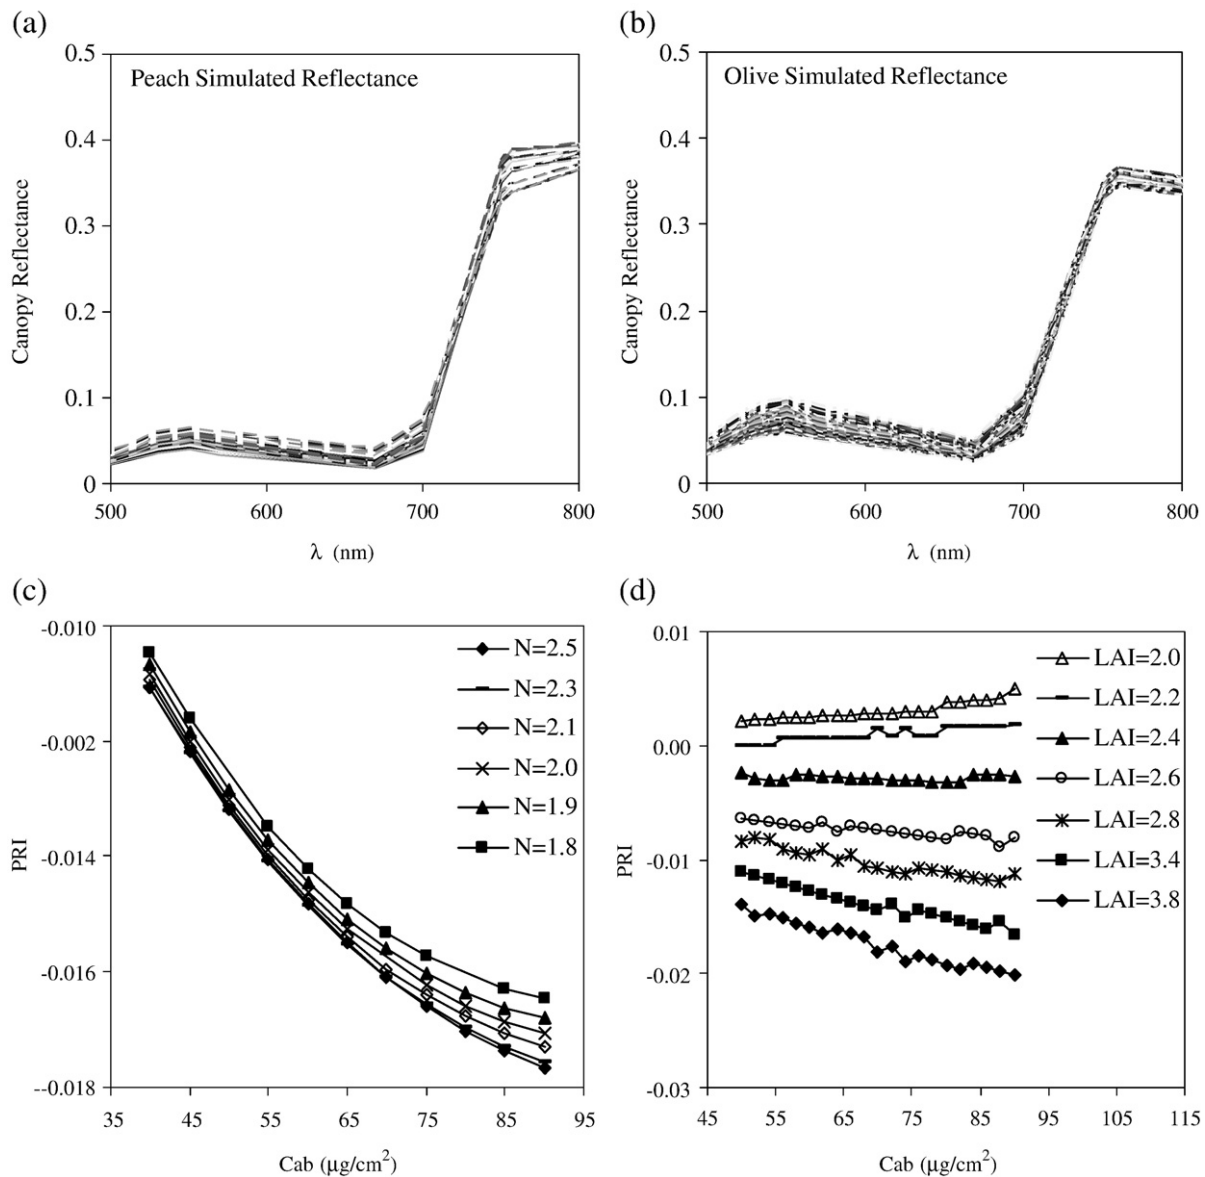 (a)
Peach Simulated Reflectance
0.5
0.4
0.3
0.2
0.1
0
Canopy Reflectance
500 600 700 800
λ (nm)
(b)
Olive Simulated Reflectance
0.5
0.4
0.3
0.2
0.1
0
Canopy Reflectance
500 600 700 800
λ (nm)
(c)
-0.010
-0.002
-0.014
-0.016
--0.018
PRI
N=2.5
N=2.3
N=2.1
N=2.0
N=1.9
N=1.8
35 45 55 65 75 85 95
Cab (µg/cm²)
(d)
0.01
0.00
-0.01
-0.02
-0.03
PRI
LAI=2.0
LAI=2.2
LAI=2.4
LAI=2.6
LAI=2.8
LAI=3.4
LAI=3.8
45 55 65 75 85 95 105 115
Cab (µg/cm²)